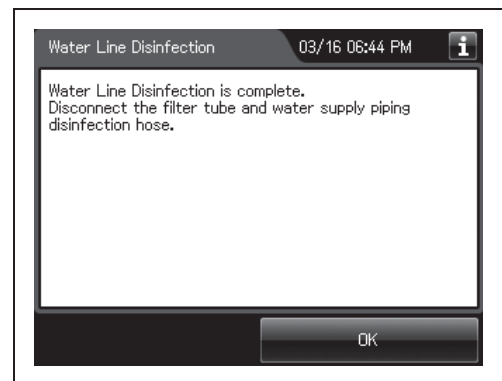 Water Line Disinfection 03/16 06:44 PM i
Water Line Disinfection is complete.
Disconnect the filter tube and water supply piping
disinfection hose.
OK